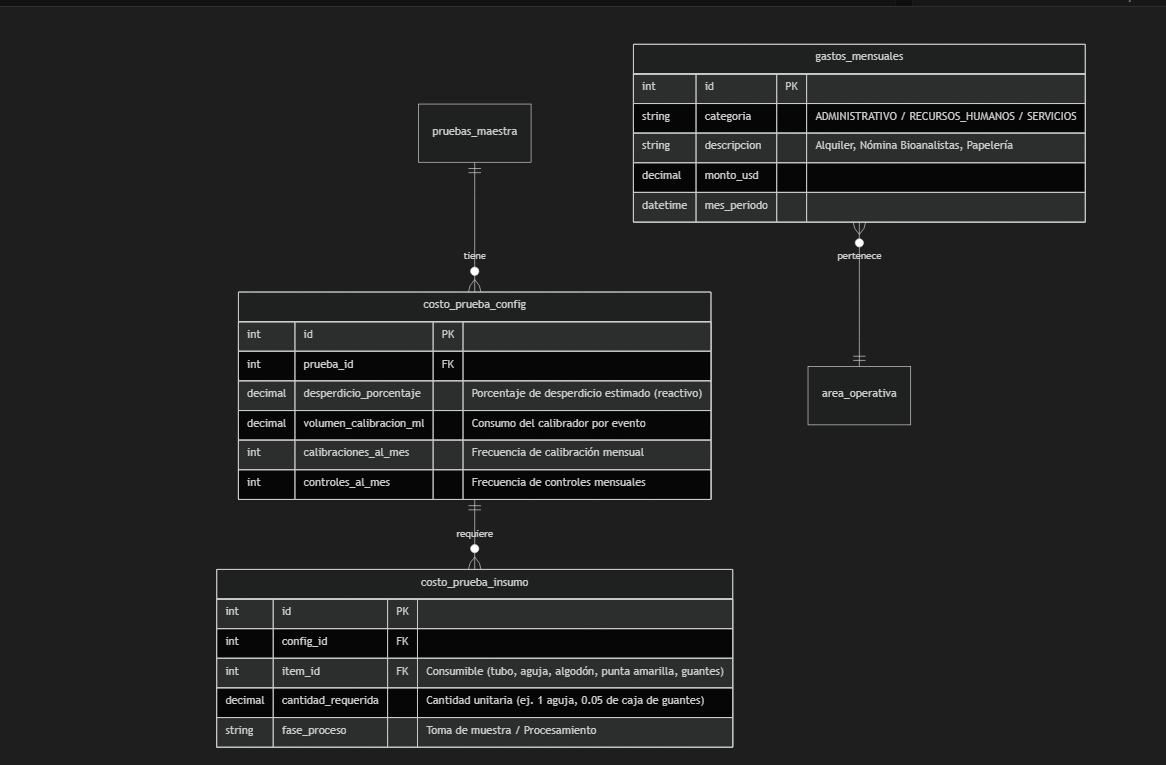 gastos_mensuales
int id PK
string categoria ADMINISTRATIVO / RECURSOS_HUMANOS / SERVICIOS
string descripcion Alquiler, Nómina Bioanalistas, Papelería
decimal monto_usd
datetime mes_periodo
pertenece
area_operativa
pruebas_maestra
tiene
costo_prueba_config
int id PK
int prueba_id FK
decimal desperdicio_porcentaje Porcentaje de desperdicio estimado (reactivo)
decimal volumen_calibracion_ml Consumo del calibrador por evento
int calibraciones_al_mes Frecuencia de calibración mensual
int controles_al_mes Frecuencia de controles mensuales
requiere
costo_prueba_insumo
int id PK
int config_id FK
int item_id FK Consumible (tubo, aguja, algodón, punta amarilla, guantes)
decimal cantidad_requerida Cantidad unitaria (ej. 1 aguja, 0.05 de caja de guantes)
string fase_proceso Toma de muestra / Procesamiento